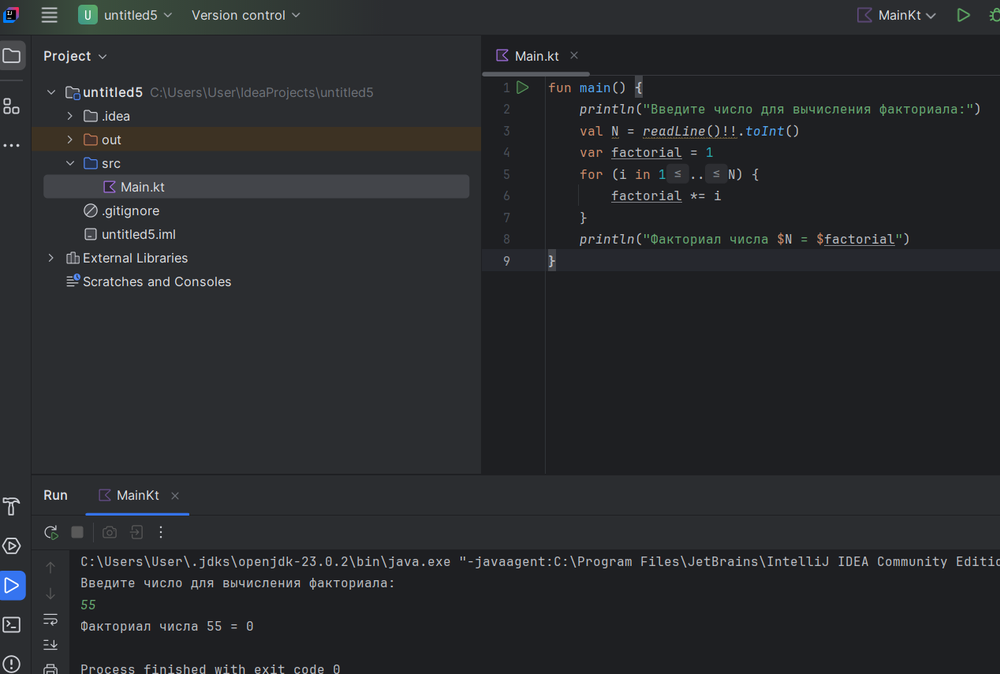 U untitled5 Version control MainKt
Project
Main.kt
untitled5 C:\Users\User\IdeaProjects\untitled5
.idea
out
src
Main.kt
.gitignore
untitled5.iml
External Libraries
Scratches and Consoles
1 fun main() {
2 println("Введите число для вычисления факториала:")
3 val N = readLine()!!.toInt()
4 var factorial = 1
5 for (i in 1 ≤ .. ≤ N) {
6 factorial *= i
7 }
8 println("Факториал числа $N = $factorial")
9 }
Run MainKt
C:\Users\User\.jdks\openjdk-23.0.2\bin\java.exe "-javaagent:C:\Program Files\JetBrains\IntelliJ IDEA Community Editio
Введите число для вычисления факториала:
55
Факториал числа 55 = 0
Process finished with exit code 0